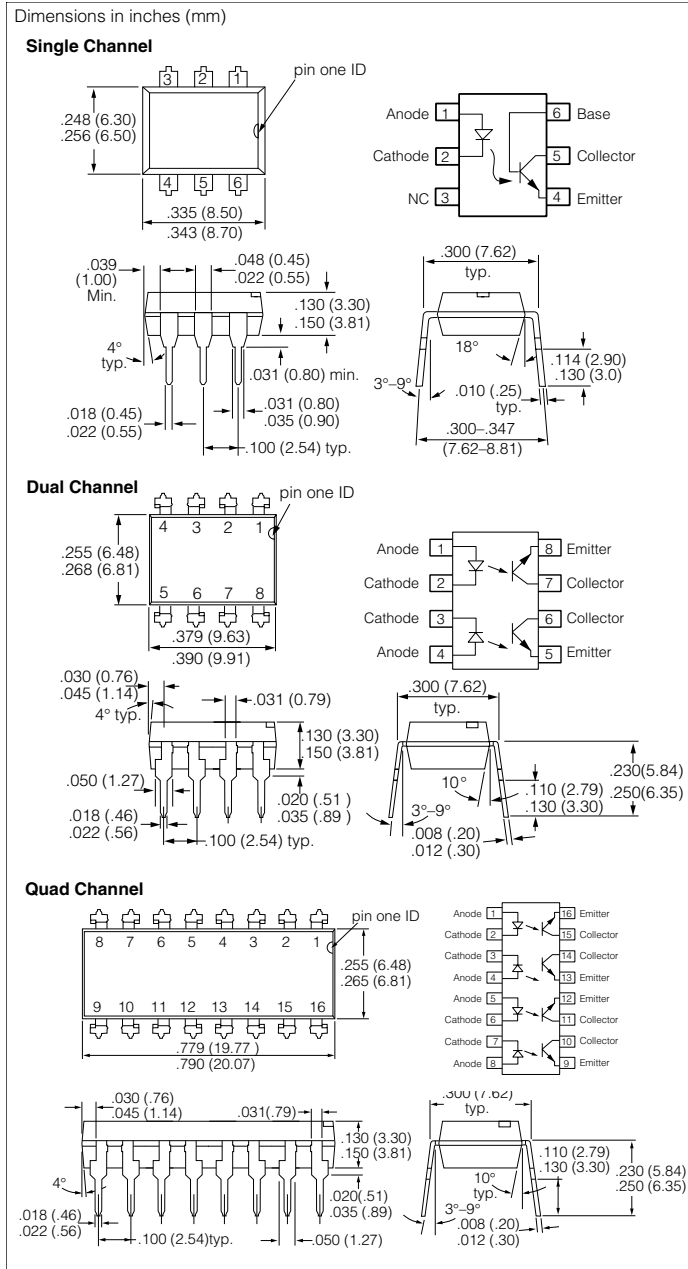 Dimensions in inches (mm)
Single Channel
pin one ID
3 2 1
.248 (6.30)
.256 (6.50)
4 5 6
.335 (8.50)
.343 (8.70)
Anode 1
Cathode 2
NC 3
6 Base
5 Collector
4 Emitter
.039
(1.00)
Min.
.048 (0.45)
.022 (0.55)
.130 (3.30)
.150 (3.81)
4°
typ.
.031 (0.80) min.
.018 (0.45)
.022 (0.55)
.031 (0.80)
.035 (0.90)
.100 (2.54) typ.
.300 (7.62)
typ.
18°
.114 (2.90)
.130 (3.0)
3°–9°
.010 (.25)
typ.
.300–.347
(7.62–8.81)
Dual Channel
pin one ID
4 3 2 1
.255 (6.48)
.268 (6.81)
5 6 7 8
.379 (9.63)
.390 (9.91)
Anode 1
Cathode 2
Cathode 3
Anode 4
8 Emitter
7 Collector
6 Collector
5 Emitter
.030 (0.76)
.045 (1.14)
4° typ.
.031 (0.79)
.130 (3.30)
.150 (3.81)
.050 (1.27)
.020 (.51 )
.035 (.89 )
.018 (.46)
.022 (.56)
.100 (2.54) typ.
.300 (7.62)
typ.
.230(5.84)
.250(6.35)
10°
.110 (2.79)
.130 (3.30)
3°–9°
.008 (.20)
.012 (.30)
Quad Channel
pin one ID
8 7 6 5 4 3 2 1
.255 (6.48)
.265 (6.81)
9 10 11 12 13 14 15 16
.779 (19.77 )
.790 (20.07)
Anode 1
Cathode 2
Cathode 3
Anode 4
Anode 5
Cathode 6
Cathode 7
Anode 8
16 Emitter
15 Collector
14 Collector
13 Emitter
12 Emitter
11 Collector
10 Collector
9 Emitter
.030 (.76)
.045 (1.14)
.031(.79)
.130 (3.30)
.150 (3.81)
4°
.020(.51)
.035 (.89)
.018 (.46)
.022 (.56)
.100 (2.54)typ.
.050 (1.27)
.300 (7.62)
typ.
.110 (2.79)
.130 (3.30)
.230 (5.84)
.250 (6.35)
10°
typ.
3°–9°
.008 (.20)
.012 (.30)